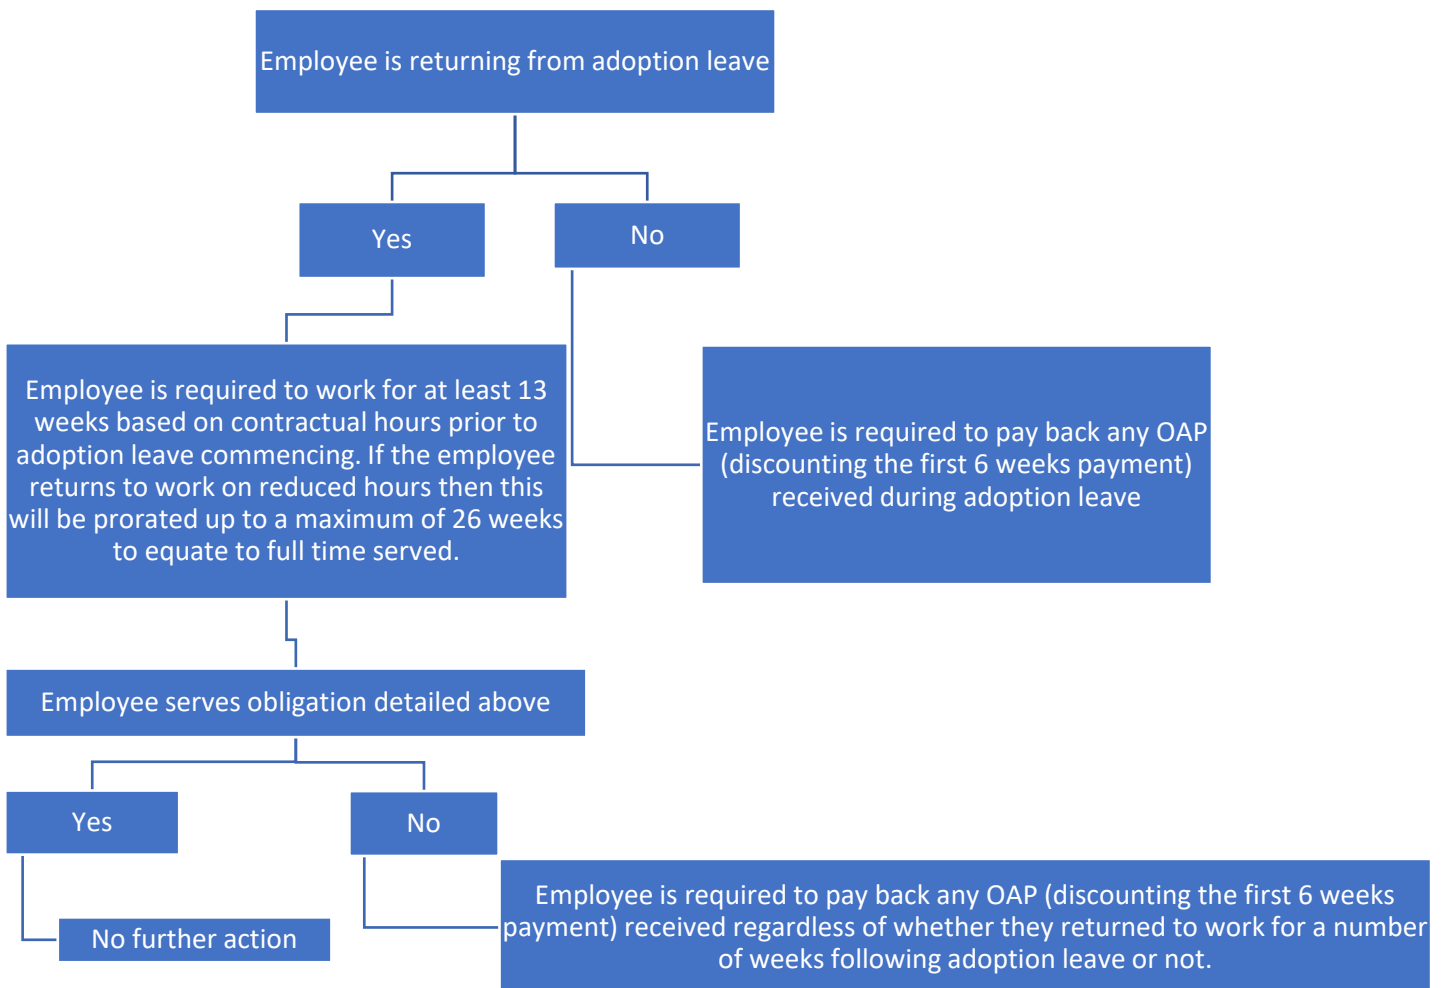 Employee is returning from adoption leave
Yes
No
Employee is required to work for at least 13
weeks based on contractual hours prior to
adoption leave commencing. If the employee
returns to work on reduced hours then this
will be prorated up to a maximum of 26 weeks
to equate to full time served.
Employee is required to pay back any OAP
(discounting the first 6 weeks payment)
received during adoption leave
Employee serves obligation detailed above
Yes
No
No further action
Employee is required to pay back any OAP (discounting the first 6 weeks
payment) received regardless of whether they returned to work for a number
of weeks following adoption leave or not.